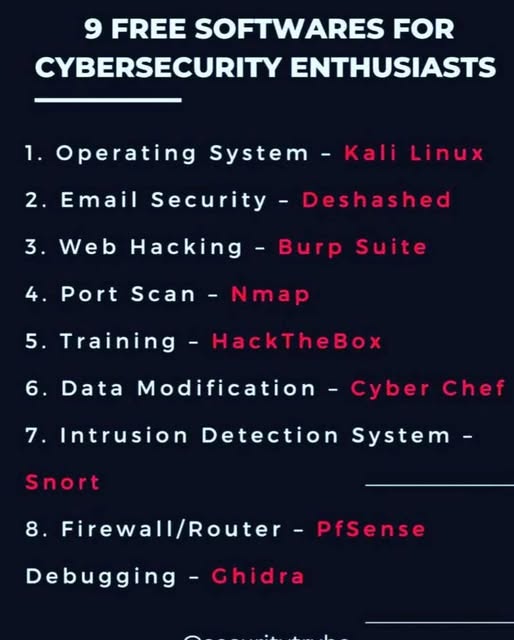 9 FREE SOFTWARES FOR
CYBERSECURITY ENTHUSIASTS
1. Operating System – Kali Linux
2. Email Security – Deshashed
3. Web Hacking – Burp Suite
4. Port Scan – Nmap
5. Training – HackTheBox
6. Data Modification – Cyber Chef
7. Intrusion Detection System –
Snort
8. Firewall/Router – PfSense
Debugging – Ghidra